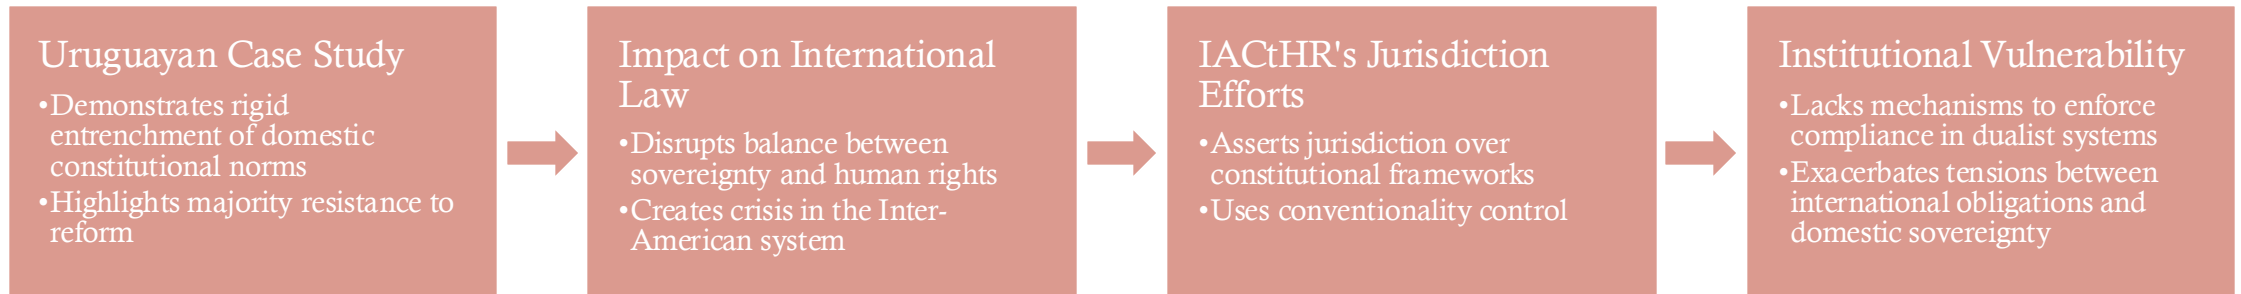 Uruguayan Case Study
•Demonstrates rigid
entrenchment of domestic
constitutional norms
•Highlights majority resistance to
reform
Impact on International
Law
•Disrupts balance between
sovereignty and human rights
•Creates crisis in the Inter-
American system
IACtHR's Jurisdiction
Efforts
•Asserts jurisdiction over
constitutional frameworks
•Uses conventionality control
Institutional Vulnerability
•Lacks mechanisms to enforce
compliance in dualist systems
•Exacerbates tensions between
international obligations and
domestic sovereignty